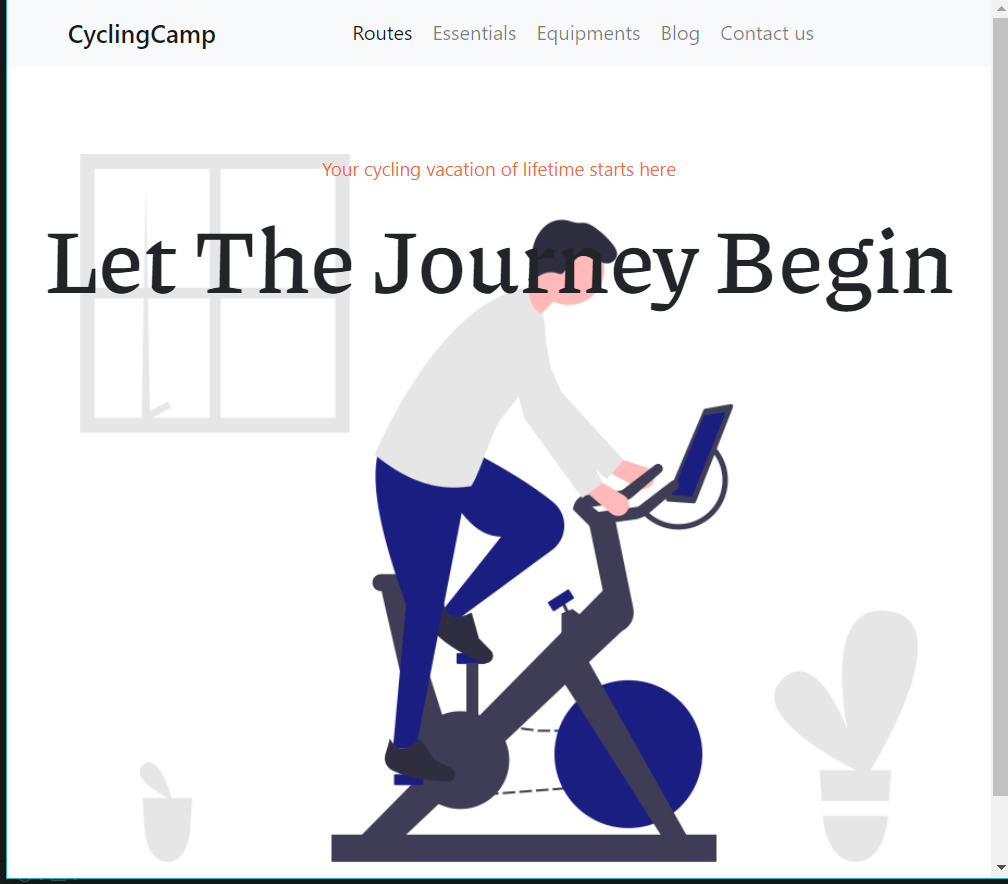 CyclingCamp Routes Essentials Equipments Blog Contact us
Your cycling vacation of lifetime starts here
Let The Journey Begin